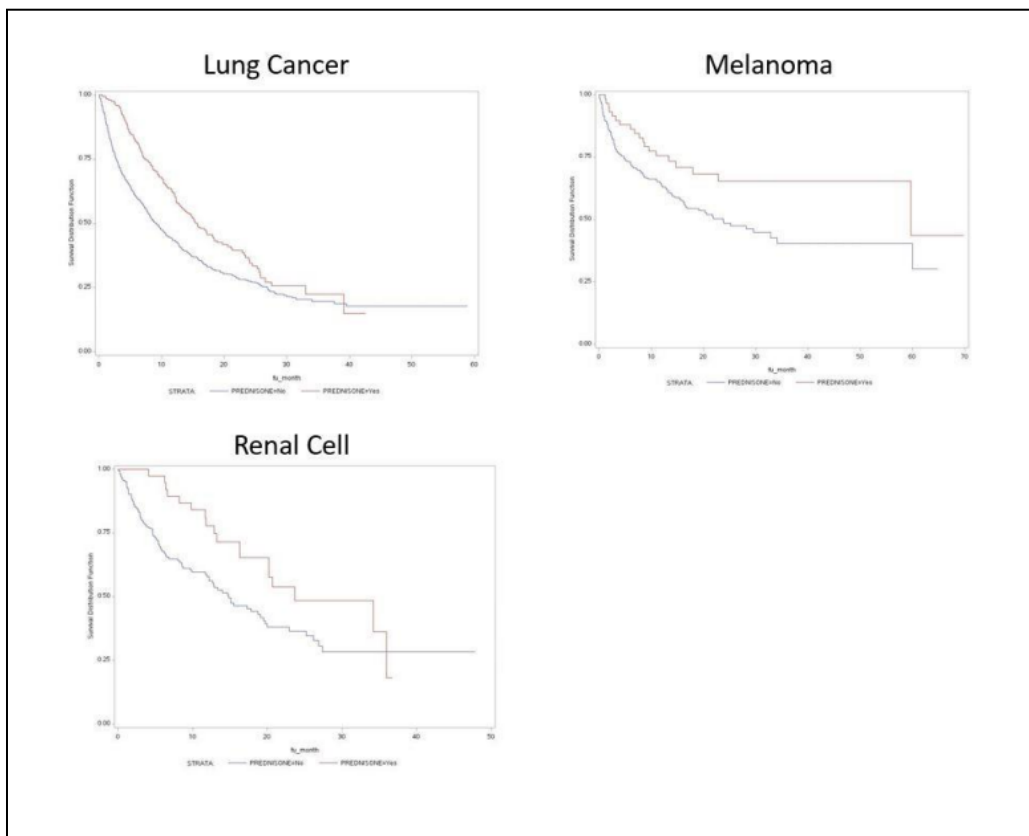 Lung Cancer
1.00
0.75
0.50
0.25
0.00
Survival Distribution Function
0 10 20 30 40 50 60
fu_month
STRATA: PREDNISONE=No PREDNISONE=Yes
Melanoma
1.00
0.75
0.50
0.25
0.00
Survival Distribution Function
0 10 20 30 40 50 60 70
fu_month
STRATA: PREDNISONE=No PREDNISONE=Yes
Renal Cell
1.00
0.75
0.50
0.25
0.00
Survival Distribution Function
0 10 20 30 40 50
fu_month
STRATA: PREDNISONE=No PREDNISONE=Yes